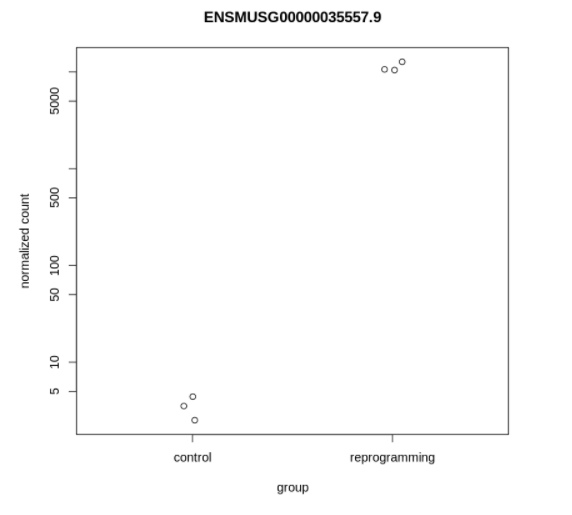 ENSMUSG00000035557.9
normalized count
5000
500
100
50
10
5
control
reprogramming
group